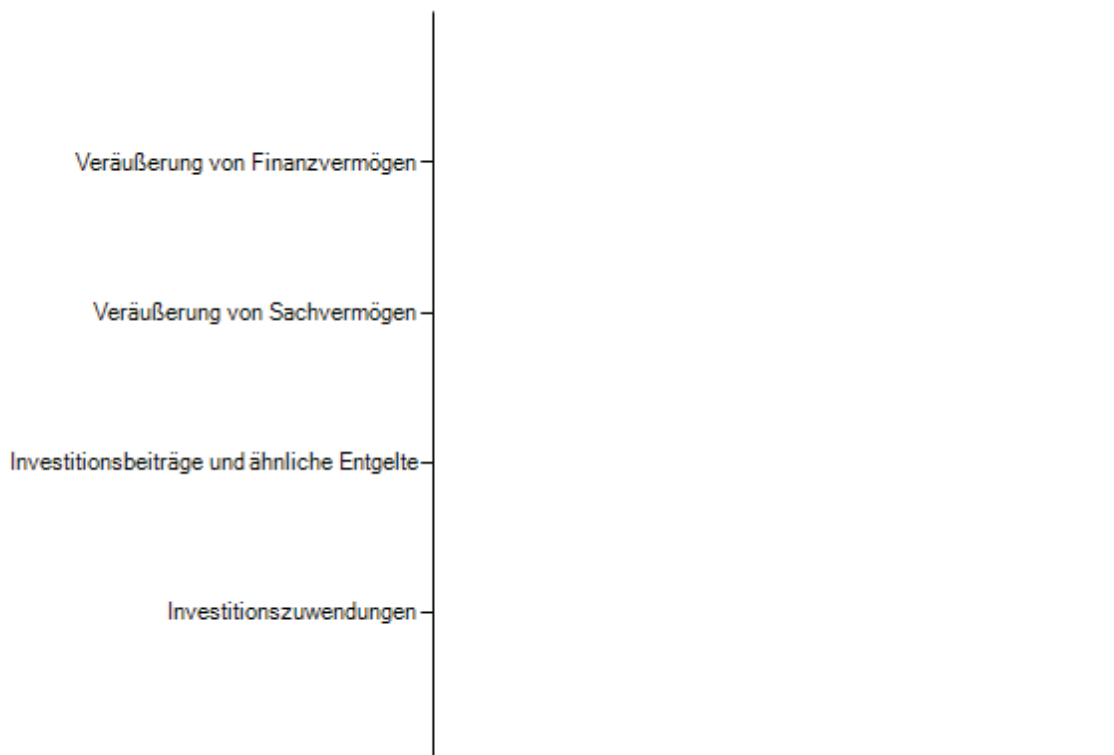 Veräußerung von Finanzvermögen
Veräußerung von Sachvermögen
Investitionsbeiträge und ähnliche Entgelte
Investitionszuwendungen